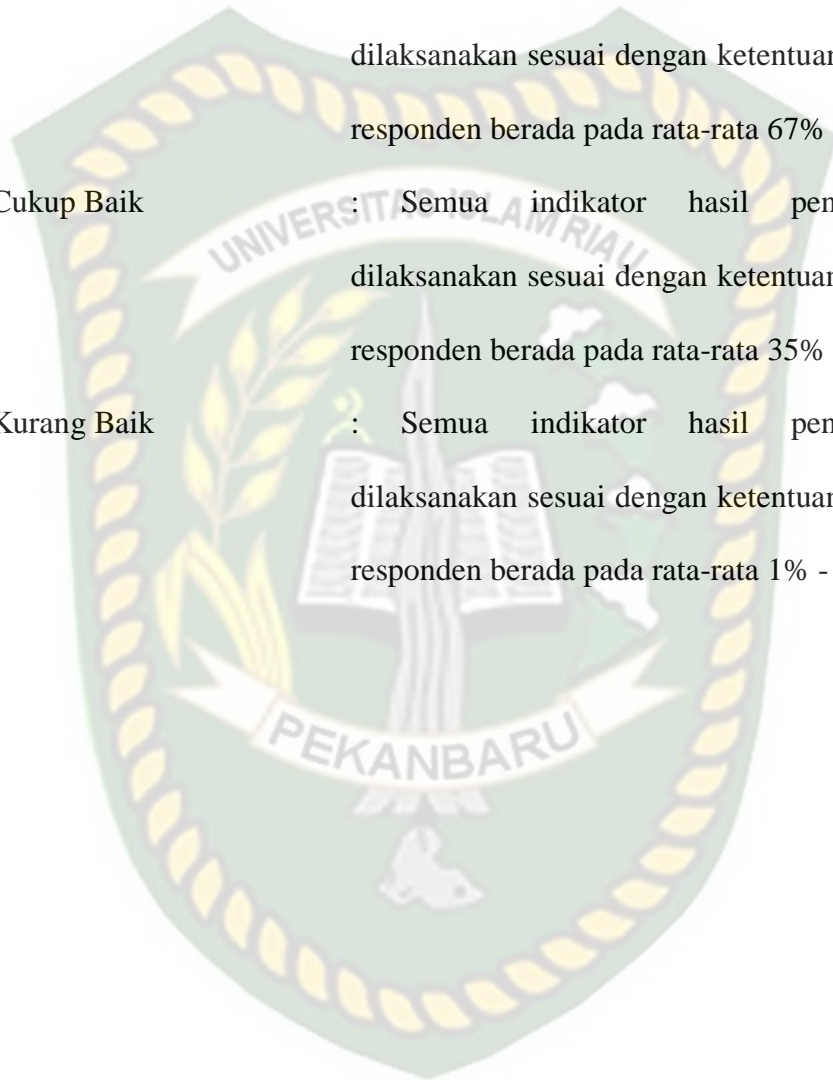 dilaksanakan sesuai dengan ketentuan
responden berada pada rata-rata 67%
Cukup Baik : Semua indikator hasil pen
dilaksanakan sesuai dengan ketentuan
responden berada pada rata-rata 35%
Kurang Baik : Semua indikator hasil pen
dilaksanakan sesuai dengan ketentuan
responden berada pada rata-rata 1% -
UNIVERSITAS ISLAM RIAU
PEKANBARU